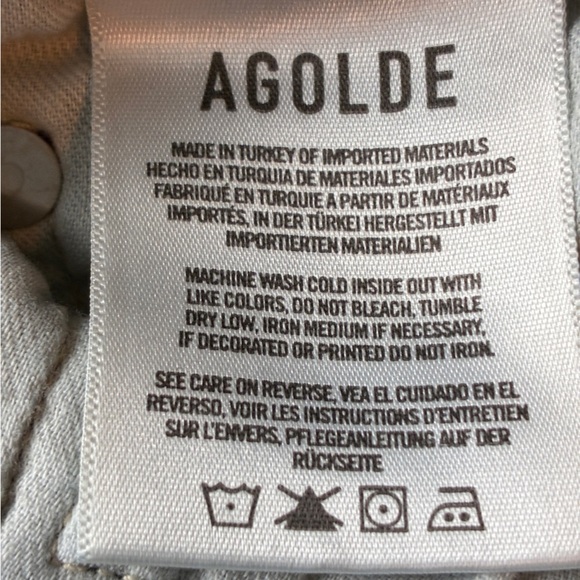 AGOLDE
MADE IN TURKEY OF IMPORTED MATERIALS
HECHO EN TURQUIA DE MATERIALES IMPORTADOS
FABRIQUÉ EN TURQUIE A PARTIR DE MATÉRIAUX
IMPORTÉS, IN DER TÜRKEI HERGESTELLT MIT
IMPORTIERTEN MATERIALIEN
MACHINE WASH COLD INSIDE OUT WITH
LIKE COLORS, DO NOT BLEACH, TUMBLE
DRY LOW, IRON MEDIUM IF NECESSARY,
IF DECORATED OR PRINTED DO NOT IRON.
SEE CARE ON REVERSE, VEA EL CUIDADO EN EL
REVERSO, VOIR LES INSTRUCTIONS D'ENTRETIEN
SUR L'ENVERS, PFLEGEANLEITUNG AUF DER
RÜCKSEITE